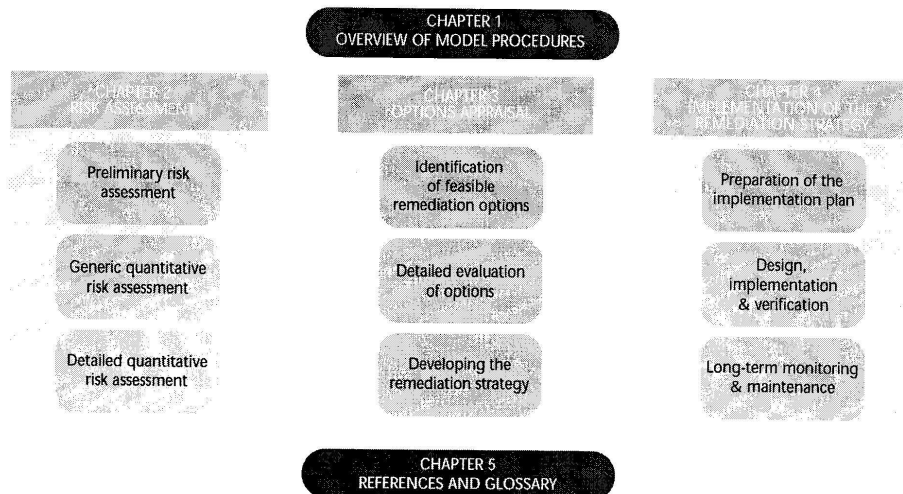 CHAPTER 1
OVERVIEW OF MODEL PROCEDURES
CHAPTER 2
RISK ASSESSMENT
Preliminary risk
assessment
Generic quantitative
risk assessment
Detailed quantitative
risk assessment
CHAPTER 3
OPTIONS APPRAISAL
Identification
of feasible
remediation options
Detailed evaluation
of options
Developing the
remediation strategy
CHAPTER 4
IMPLEMENTATION OF THE
REMEDIATION STRATEGY
Preparation of the
implementation plan
Design,
implementation
& verification
Long-term monitoring
& maintenance
CHAPTER 5
REFERENCES AND GLOSSARY